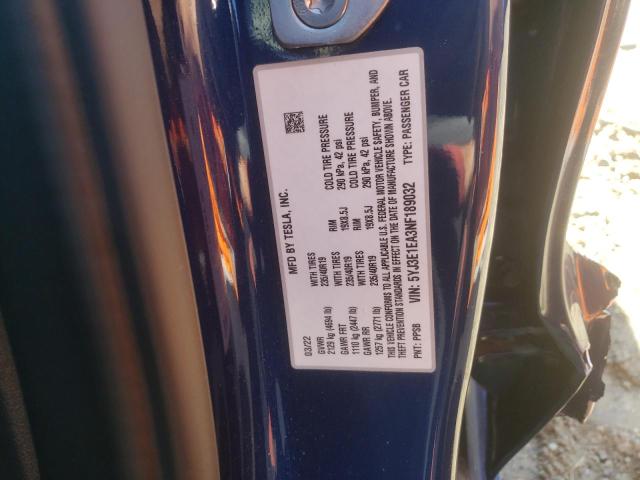 MFD BY TESLA, INC.
03/22
GVWR
2129 kg (4694 lb)
WITH TIRES
235/40R19
RIM
19X8.5J
COLD TIRE PRESSURE
290 kPa, 42 psi
GAWR FRT
1110 kg (2447 lb)
WITH TIRES
235/40R19
RIM
19X8.5J
COLD TIRE PRESSURE
290 kPa, 42 psi
GAWR RR
1257 kg (2771 lb)
WITH TIRES
235/40R19
THIS VEHICLE CONFORMS TO ALL APPLICABLE U.S. FEDERAL MOTOR VEHICLE SAFETY, BUMPER, AND
THEFT PREVENTION STANDARDS IN EFFECT ON THE DATE OF MANUFACTURE SHOWN ABOVE.
VIN: 5YJ3E1EA3NF189032 TYPE: PASSENGER CAR
PNT: PPSB